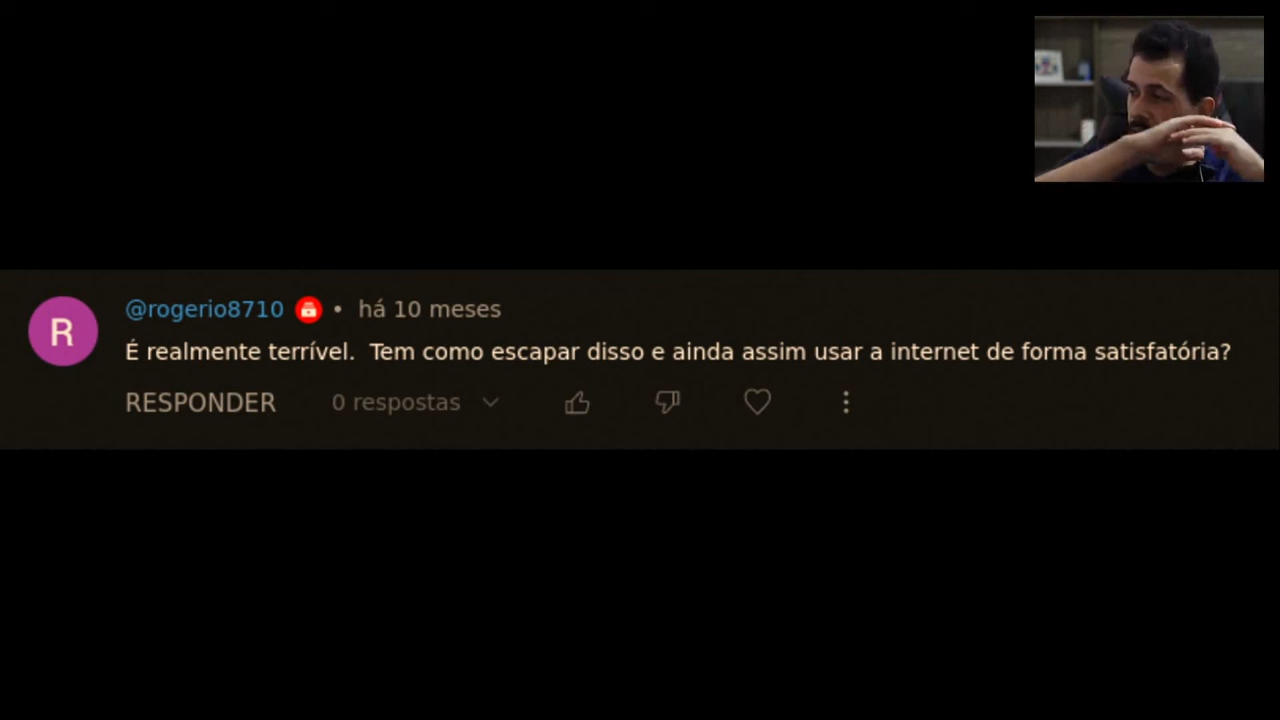 R
@rogerio8710 • há 10 meses
É realmente terrível. Tem como escapar disso e ainda assim usar a internet de forma satisfatória?
RESPONDER 0 respostas